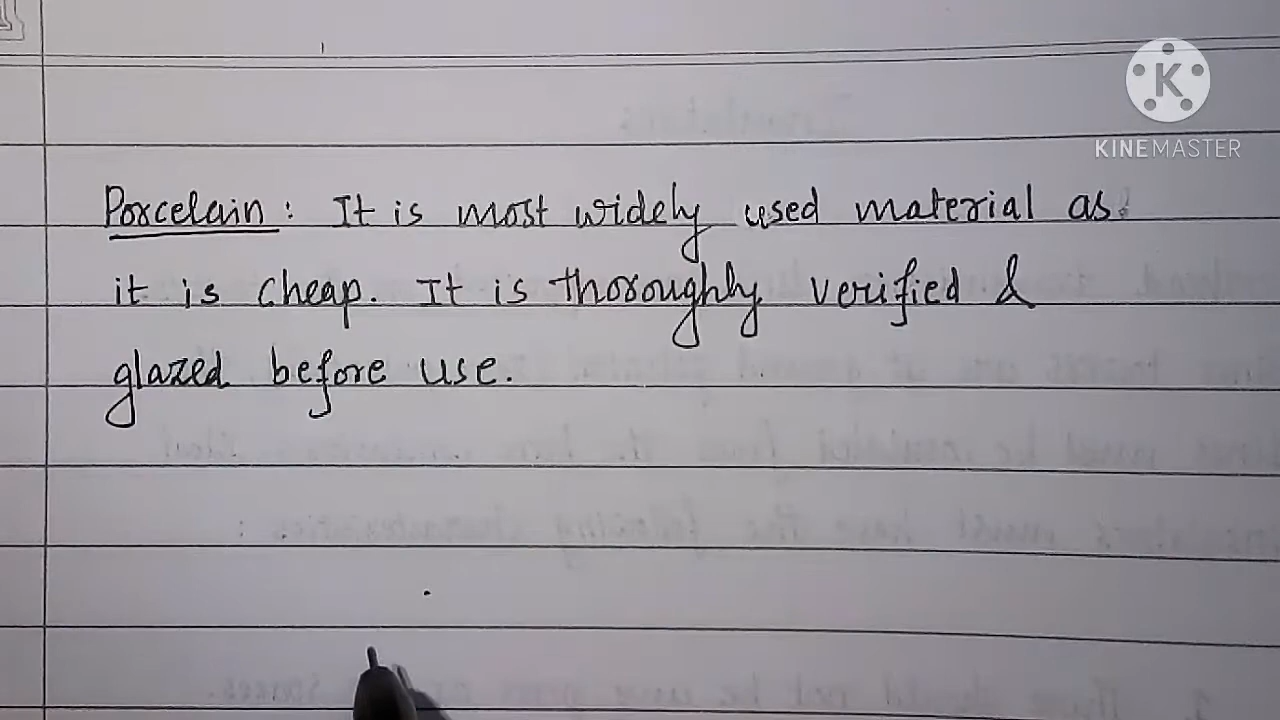 KINEMASTER
Porcelain: It is most widely used material as
it is cheap. It is thoroughly verified &
glazed before use.